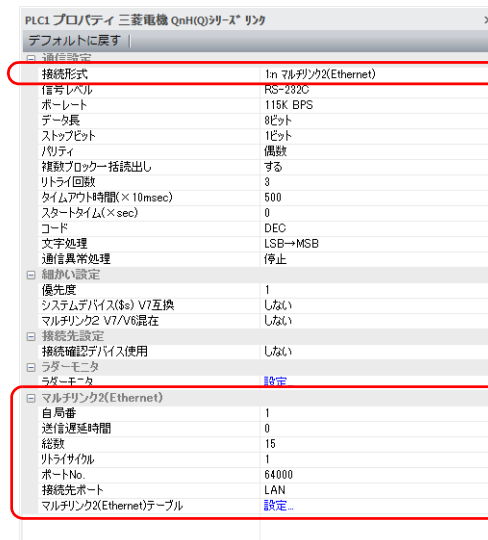 PLC1 プロパティ 三菱電機 QnH(Q)シリーズ リンク
デフォルトに戻す
通信設定
接続形式 1:n マルチリンク2(Ethernet)
信号レベル RS-232C
ボーレート 115K BPS
データ長 8ビット
ストップビット 1ビット
パリティ 偶数
複数ブロック一括読出し する
リトライ回数 3
タイムアウト時間(×10msec) 500
スタートタイム(×sec) 0
コード DEC
文字処理 LSB→MSB
通信異常処理 停止
細かい設定
優先度 1
システムデバイス($s) V7互換 しない
マルチリンク2 V7/V6混在 しない
接続先設定
接続確認デバイス使用 しない
ラダーモニタ
ラダーモニタ 設定...
マルチリンク2(Ethernet)
自局番 1
送信遅延時間 0
総数 15
リトライサイクル 1
ポートNo. 64000
接続先ポート LAN
マルチリンク2(Ethernet)テーブル 設定...